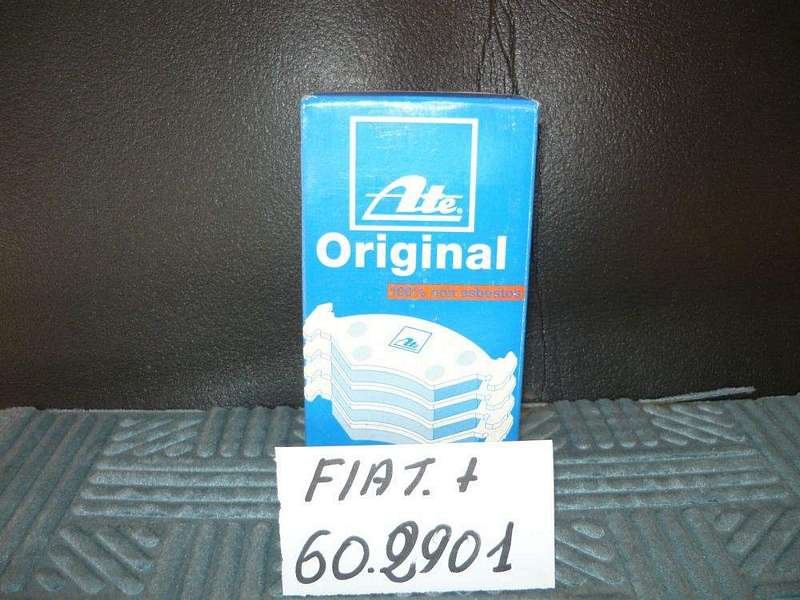 Ate®
Original
100% non asbestos
Ate
FIAT. +
60.2901